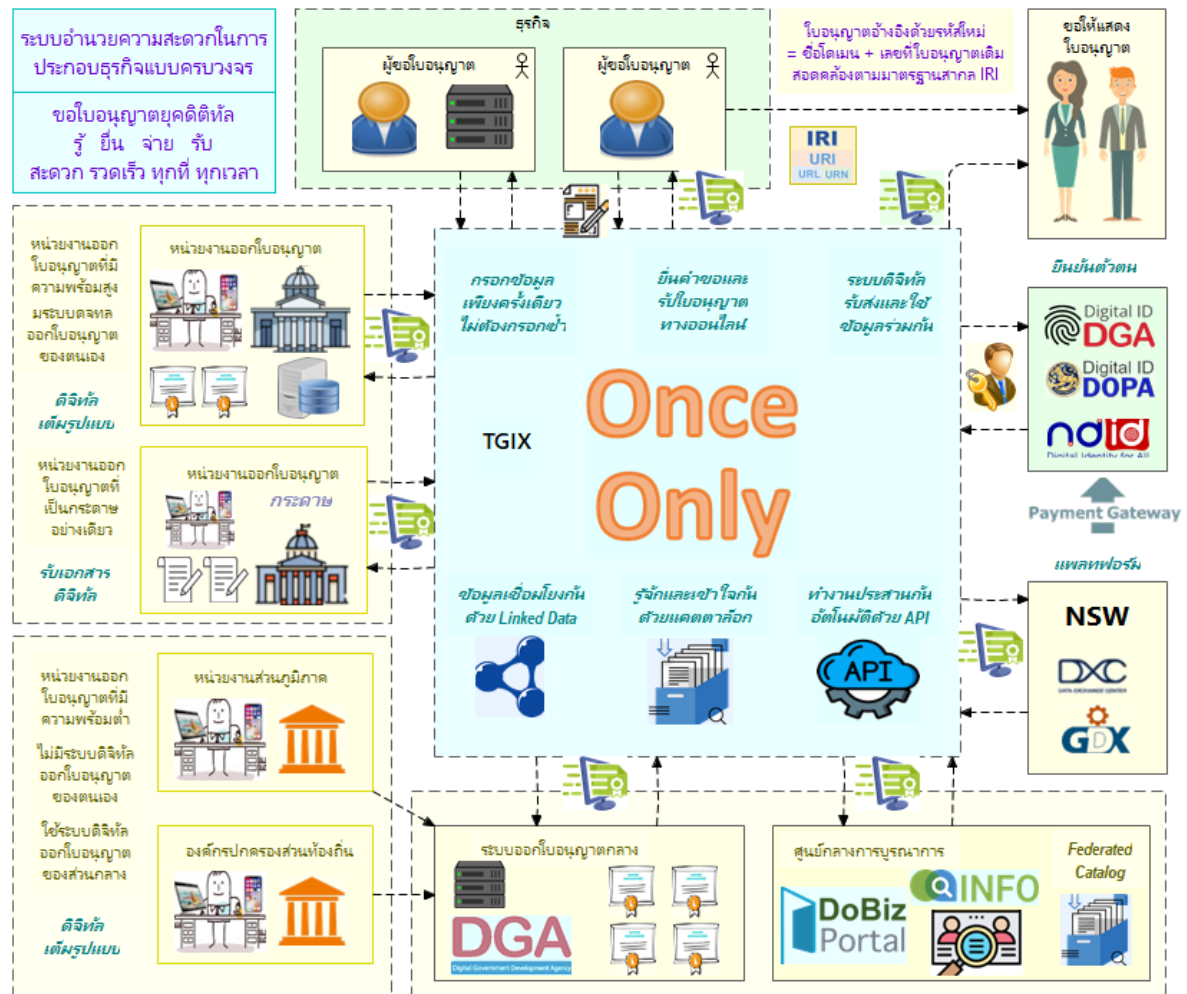 ระบบอำนวยความสะดวกในการ
ประกอบธุรกิจแบบครบวงจร
ขอใบอนุญาตยุคดิติทัล
รู้ ยื่น จ่าย รับ
สะดวก รวดเร็ว ทุกที่ ทุกเวลา
ธุรกิจ
ผู้ขอใบอนุญาต
ผู้ขอใบอนุญาต
ใบอนุญาตอ้างอิงด้วยรหัสใหม่
= ชื่อโดเมน + เลขที่ใบอนุญาตเดิม
สอดคล้องตามมาตรฐานสากล IRI
IRI
URI
URL URN
ขอให้แสดง
ใบอนุญาต
หน่วยงานออก
ใบอนุญาตที่มี
ความพร้อมสูง
มระบบดจทล
ออกใบอนุญาต
ของตนเอง
ดิจิทัล
เต็มรูปแบบ
หน่วยงานออกใบอนุญาต
หน่วยงานออก
ใบอนุญาตที่
เป็นกระดาษ
อย่างเดียว
รับเอกสาร
ดิจิทัล
หน่วยงานออกใบอนุญาต
กระดาษ
กรอกข้อมูล
เพียงครั้งเดียว
ไม่ต้องกรอกซ้ำ
ยื่นคำขอและ
รับใบอนุญาต
ทางออนไลน์
ระบบดิจิทัล
รับส่งและใช้
ข้อมูลร่วมกัน
TGIX
Once
Only
ข้อมูลเชื่อมโยงกัน
ด้วย Linked Data
รู้จักและเข้าใจกัน
ด้วยแคตตาล็อก
ทำงานประสานกัน
อัตโนมัติด้วย API
API
ยืนยันตัวตน
Digital ID
DGA
Digital ID
DOPA
ndid
Digital Identity for All
Payment Gateway
แพลทฟอร์ม
NSW
DXC
DATA EXCHANGE CENTER
GDX
หน่วยงานออก
ใบอนุญาตที่มี
ความพร้อมต่ำ
ไม่มีระบบดิจิทัล
ออกใบอนุญาต
ของตนเอง
ใช้ระบบดิจิทัล
ออกใบอนุญาต
ของส่วนกลาง
ดิจิทัล
เต็มรูปแบบ
หน่วยงานส่วนภูมิภาค
องค์กรปกครองส่วนท้องถิ่น
ระบบออกใบอนุญาตกลาง
DGA
Digital Government Development Agency
ศูนย์กลางการบูรณาการ
DoBiz
Portal
INFO
Federated
Catalog